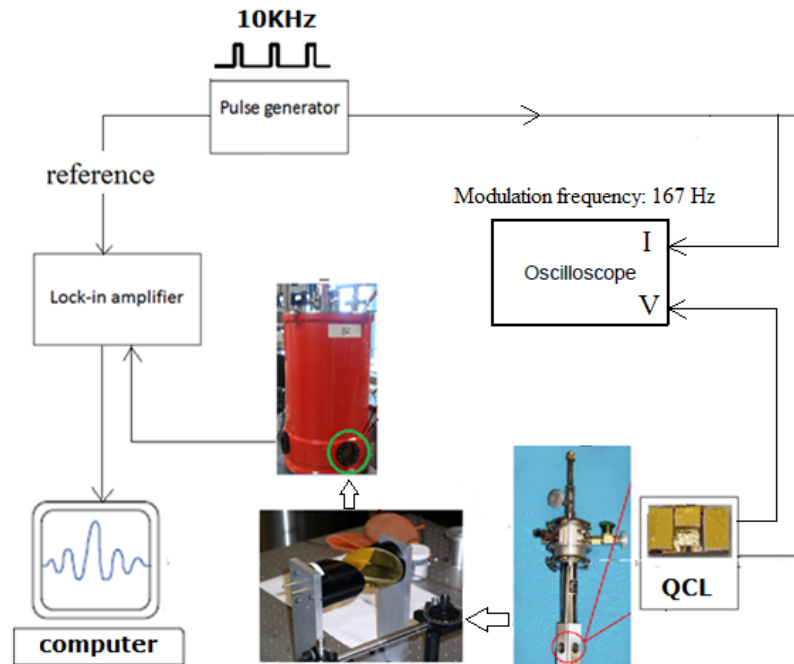 10KHz
Pulse generator
reference
Modulation frequency: 167 Hz
I
Oscilloscope
V
Lock-in amplifier
QCL
computer